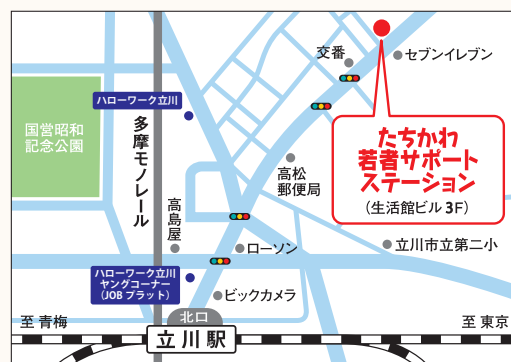 交番
セブンイレブン
ハローワーク立川
国営昭和
記念公園
多摩モノレール
たちかわ
若者サポート
ステーション
(生活館ビル 3F)
高松
郵便局
高島屋
ローソン
立川市立第二小
ハローワーク立川
ヤングコーナー
(JOB プラット)
ビックカメラ
北口
至 青梅
至 東京
立川駅